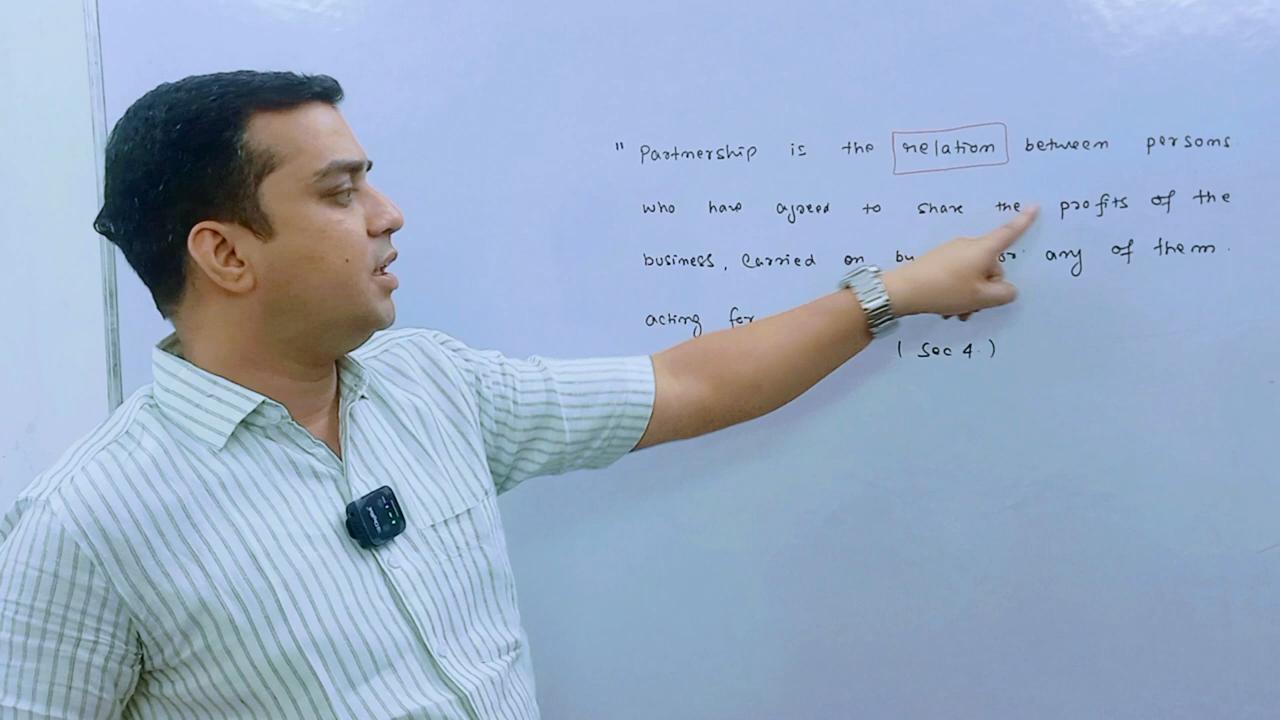 " Partnership is the relation between persons
who have agreed to share the profits of the
business, carried on by or any of them.
acting for
( Sec 4. )